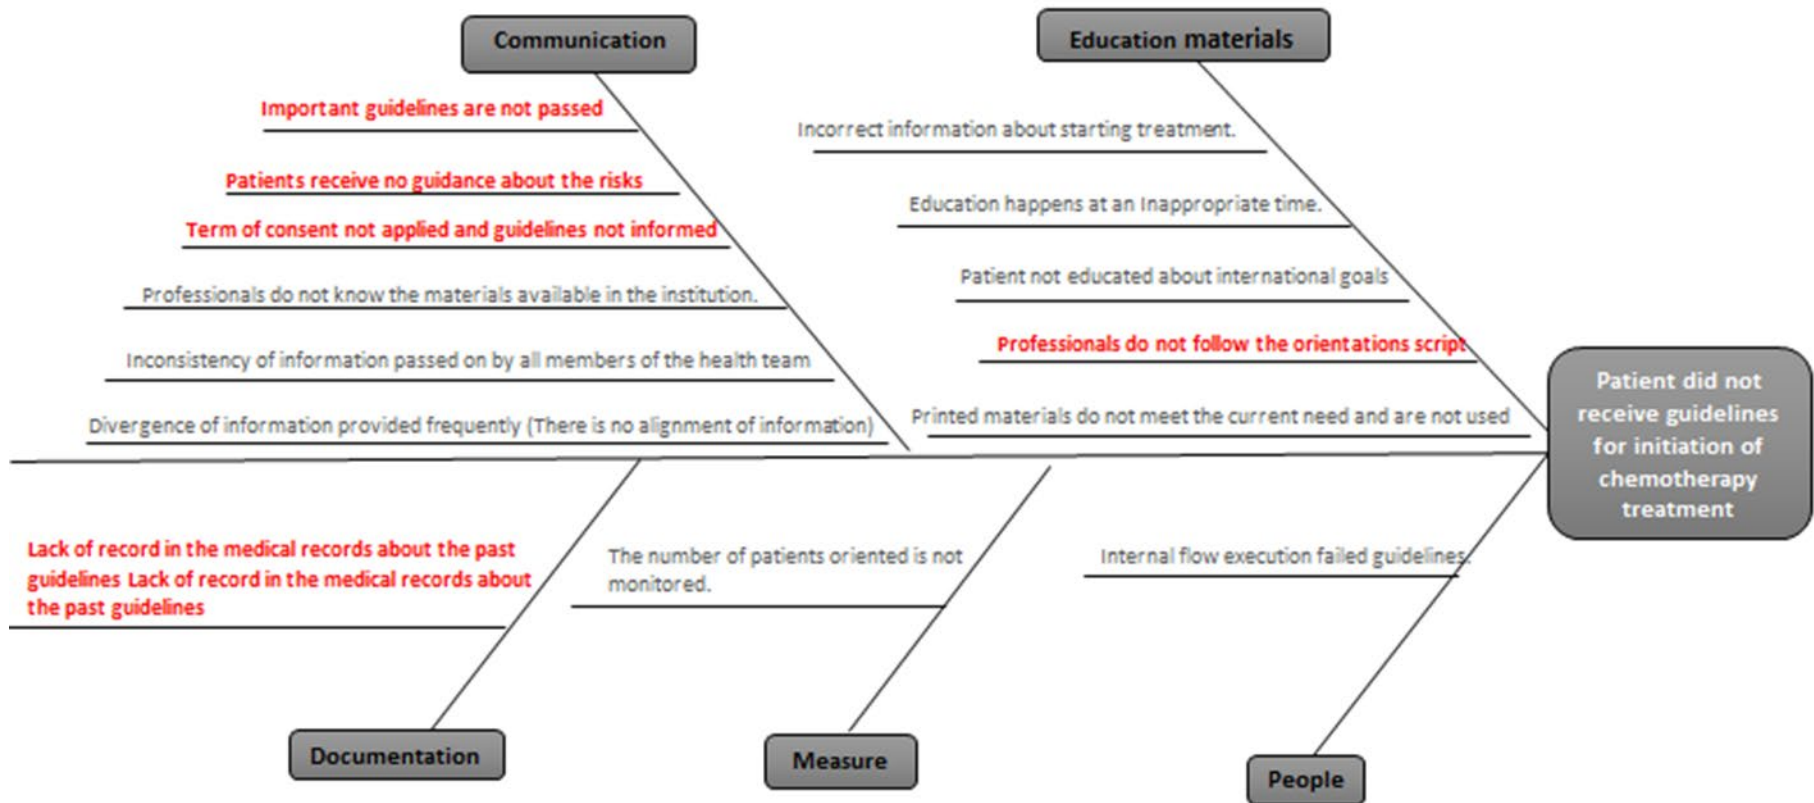 Communication
Important guidelines are not passed
Patients receive no guidance about the risks
Term of consent not applied and guidelines not informed
Professionals do not know the materials available in the institution.
Inconsistency of information passed on by all members of the health team
Divergence of information provided frequently (There is no alignment of information)
Education materials
Incorrect information about starting treatment.
Education happens at an Inappropriate time.
Patient not educated about international goals
Professionals do not follow the orientations script
Printed materials do not meet the current need and are not used
Patient did not
receive guidelines
for initiation of
chemotherapy
treatment
Lack of record in the medical records about the past
guidelines Lack of record in the medical records about
the past guidelines
Documentation
The number of patients oriented is not
monitored.
Measure
Internal flow execution failed guidelines.
People